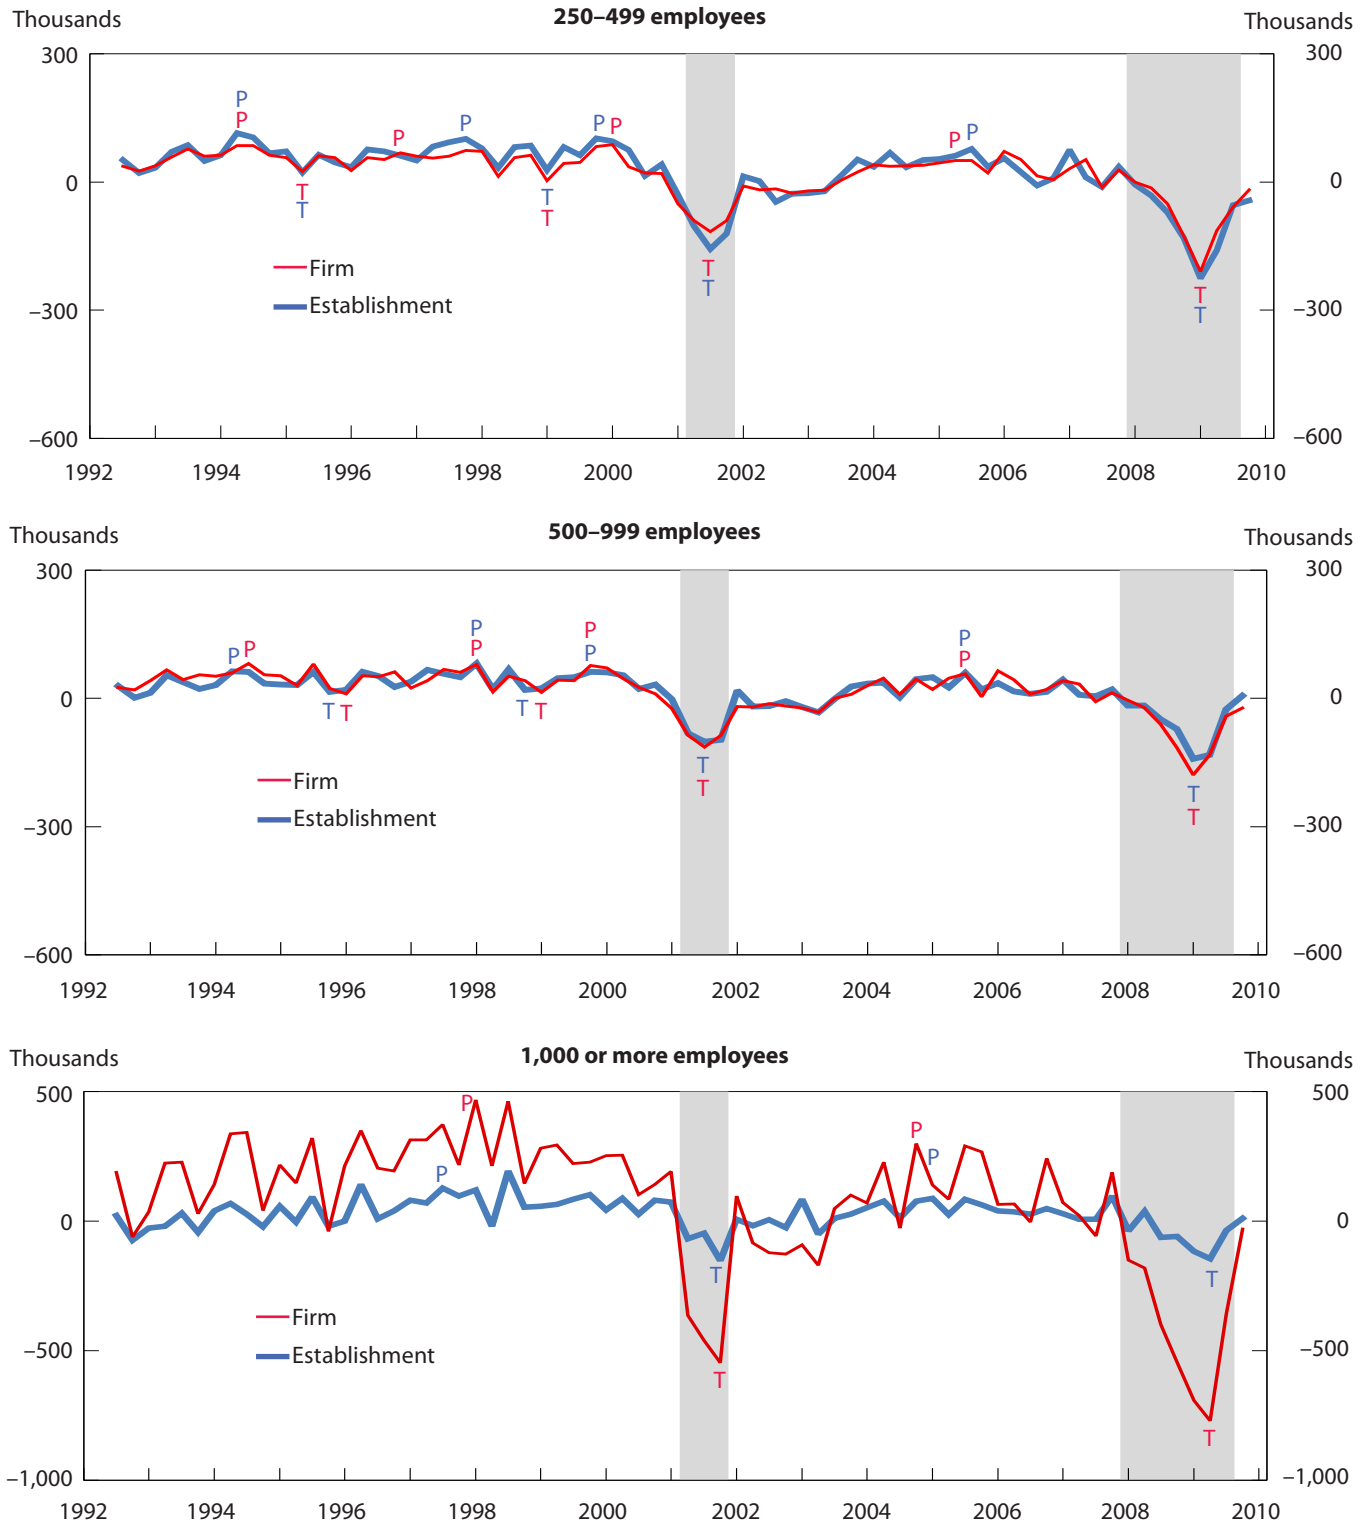 250–499 employees
Thousands Thousands
300 300
P
P
P P P P P P
0 0
T T
T T
T
Firm T T
Establishment T
–300 –300
–600 –600
1992 1994 1996 1998 2000 2002 2004 2006 2008 2010
500–999 employees
Thousands Thousands
300 300
P P P
P P P P P
0 0
T T T T
T T
Firm T T
Establishment
–300 –300
–600 –600
1992 1994 1996 1998 2000 2002 2004 2006 2008 2010
1,000 or more employees
Thousands Thousands
500 500
P
P
P P
0 0
T T
Firm
Establishment
–500 –500
T
T
–1,000 –1,000
1992 1994 1996 1998 2000 2002 2004 2006 2008 2010